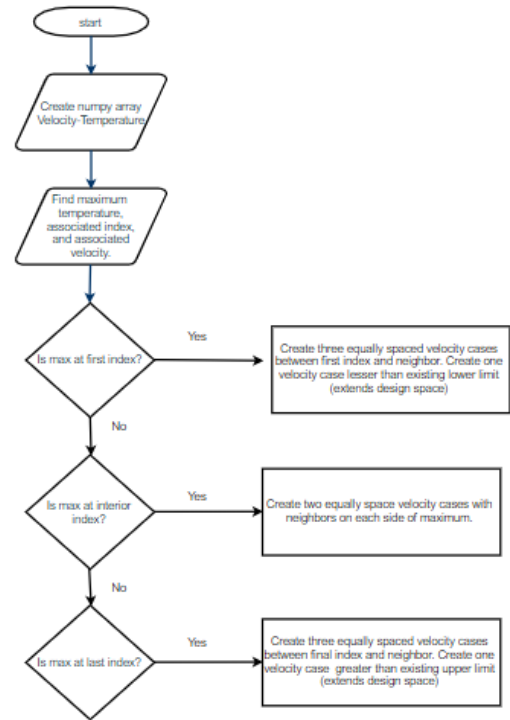 start
Create numpy array
Velocity-Temperature
Find maximum
temperature,
associated index,
and associated
velocity.
Is max at first index?
Yes
Create three equally spaced velocity cases
between first index and neighbor. Create one
velocity case lesser than existing lower limit
(extends design space)
No
Is max at interior
index?
Yes
Create two equally space velocity cases with
neighbors on each side of maximum.
No
Is max at last index?
Yes
Create three equally spaced velocity cases
between final index and neighbor. Create one
velocity case greater than existing upper limit
(extends design space)